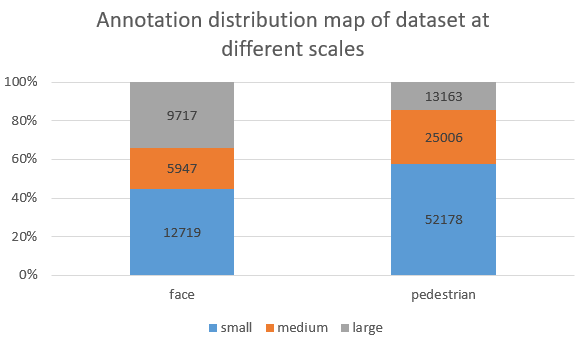 Annotation distribution map of dataset at
different scales
100%
9717
13163
80%
25006
60%
5947
40%
12719
52178
20%
0%
face
pedestrian
small
medium
large